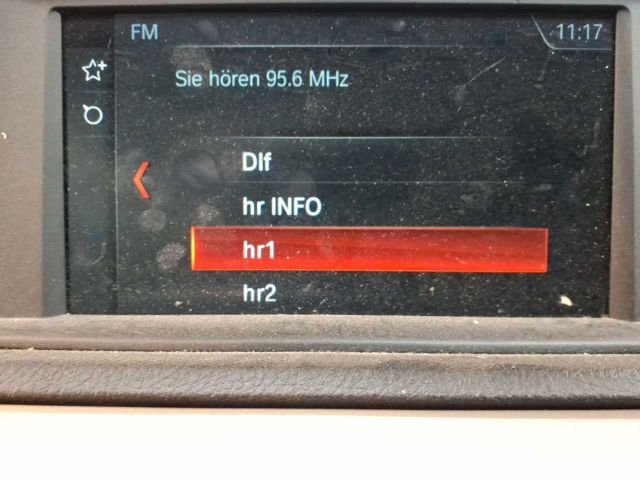 FM 11:17
Sie hören 95.6 MHz
Dlf
hr INFO
hr1
hr2